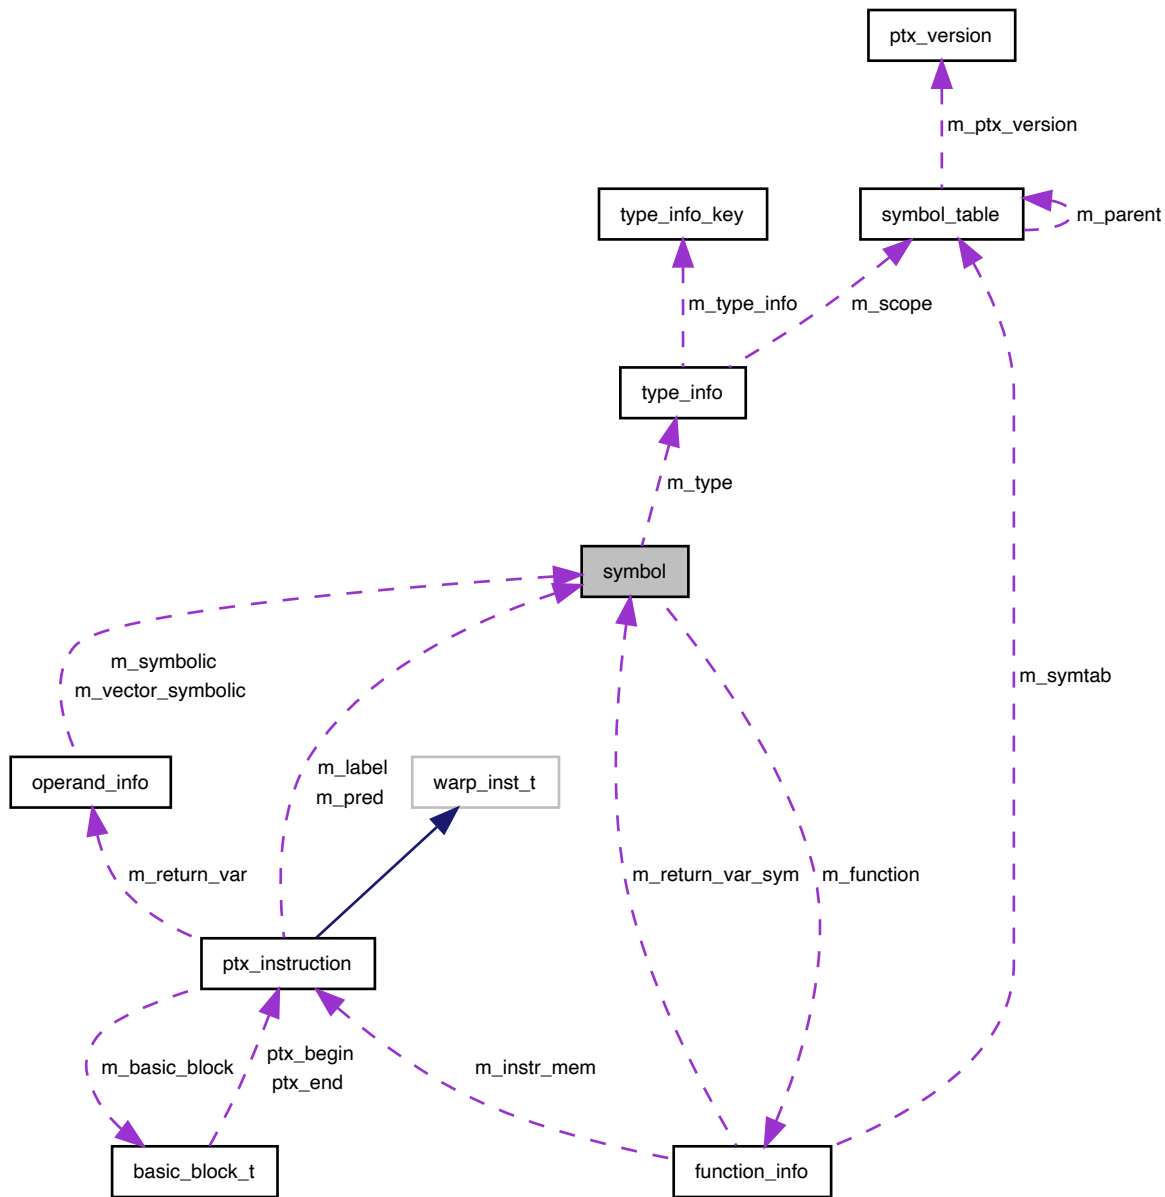 ptx_version
m_ptx_version
type_info_key
symbol_table
m_parent
m_type_info
m_scope
type_info
m_type
symbol
m_symbolic
m_vector_symbolic
m_symtab
operand_info
m_label
m_pred
warp_inst_t
m_return_var
m_return_var_sym
m_function
ptx_instruction
m_basic_block
ptx_begin
ptx_end
m_instr_mem
basic_block_t
function_info